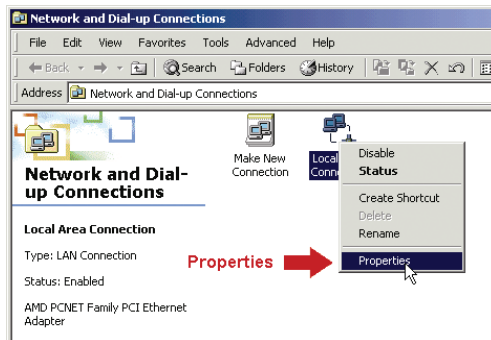 Network and Dial-up Connections
File Edit View Favorites Tools Advanced Help
Back Search Folders History
Address Network and Dial-up Connections
Network and Dial-
up Connections
Local Area Connection
Type: LAN Connection
Status: Enabled
AMD PCNET Family PCI Ethernet
Adapter
Make New
Connection
Local
Conn
Disable
Status
Create Shortcut
Delete
Rename
Properties
Properties